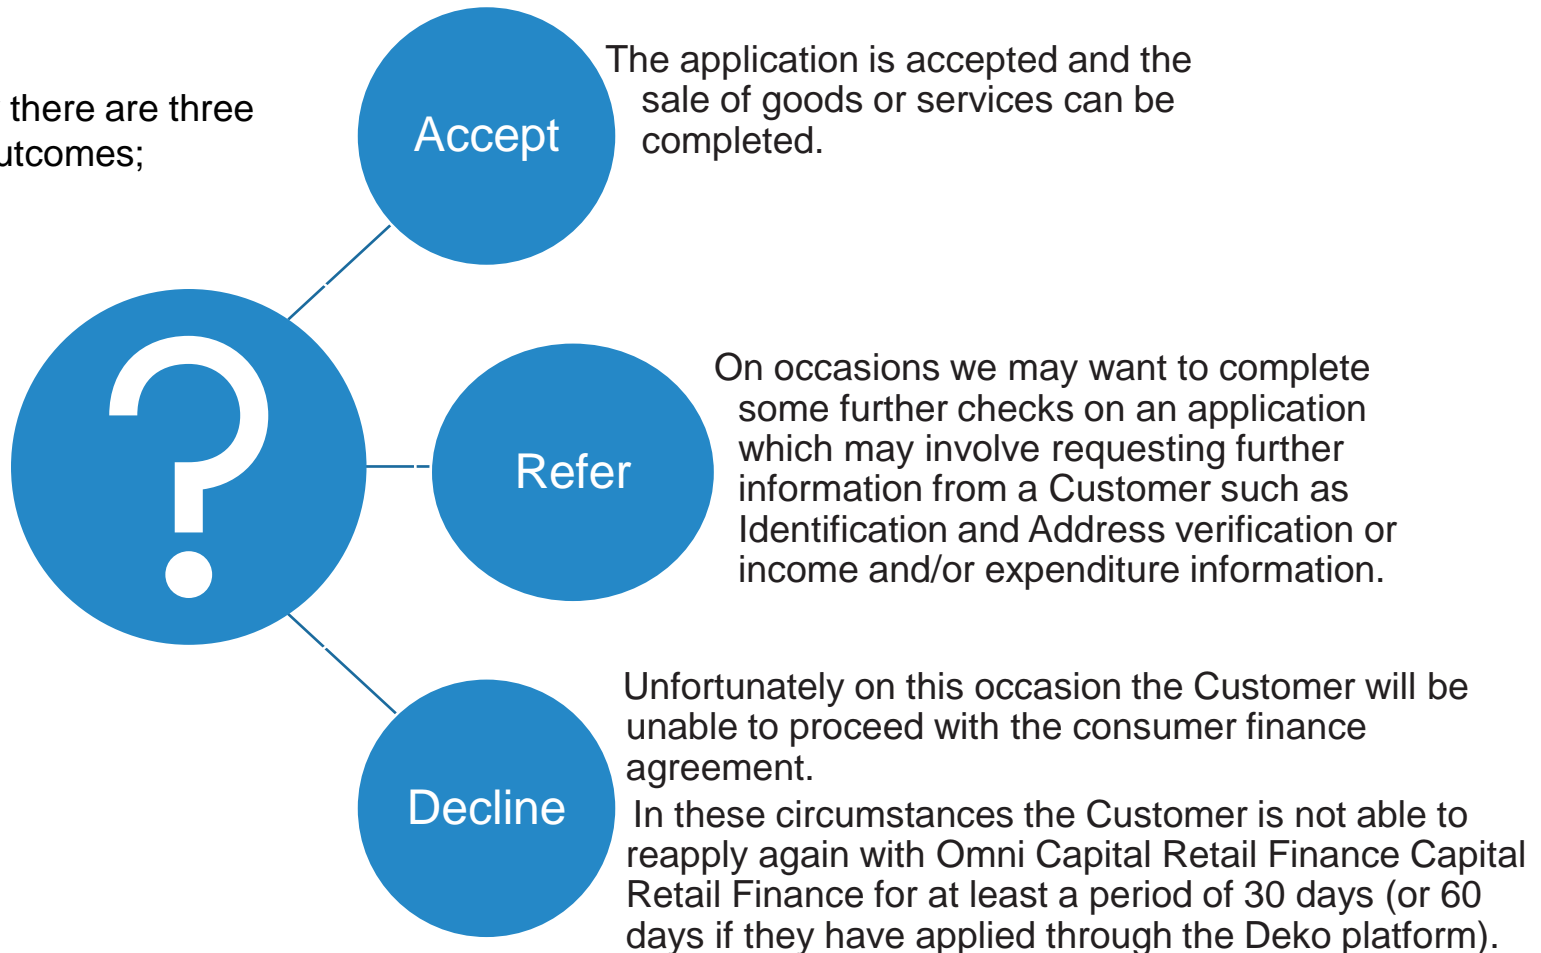 there are three
outcomes;
Accept
The application is accepted and the
sale of goods or services can be
completed.
?
Refer
On occasions we may want to complete
some further checks on an application
which may involve requesting further
information from a Customer such as
Identification and Address verification or
income and/or expenditure information.
Decline
Unfortunately on this occasion the Customer will be
unable to proceed with the consumer finance
agreement.
In these circumstances the Customer is not able to
reapply again with Omni Capital Retail Finance Capital
Retail Finance for at least a period of 30 days (or 60
days if they have applied through the Deko platform).